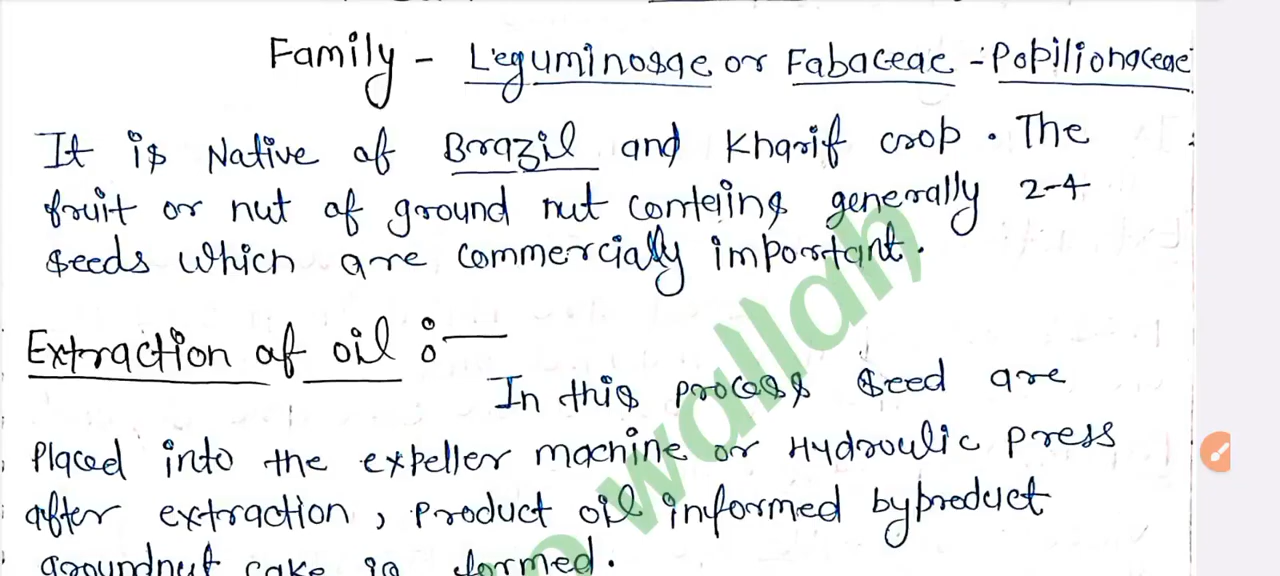 Family - Leguminosae or Fabaceae - Popilionaceae
It is Native of Brazil and Kharif crop. The
fruit or nut of ground nut conteins generally 2-4
seeds which are commercially important.
Extraction of oil :-
In this process seed are
placed into the expeller machine or Hydroulic press
after extraction, product oil informed byproduct
groundnut cake is formed.
wallah